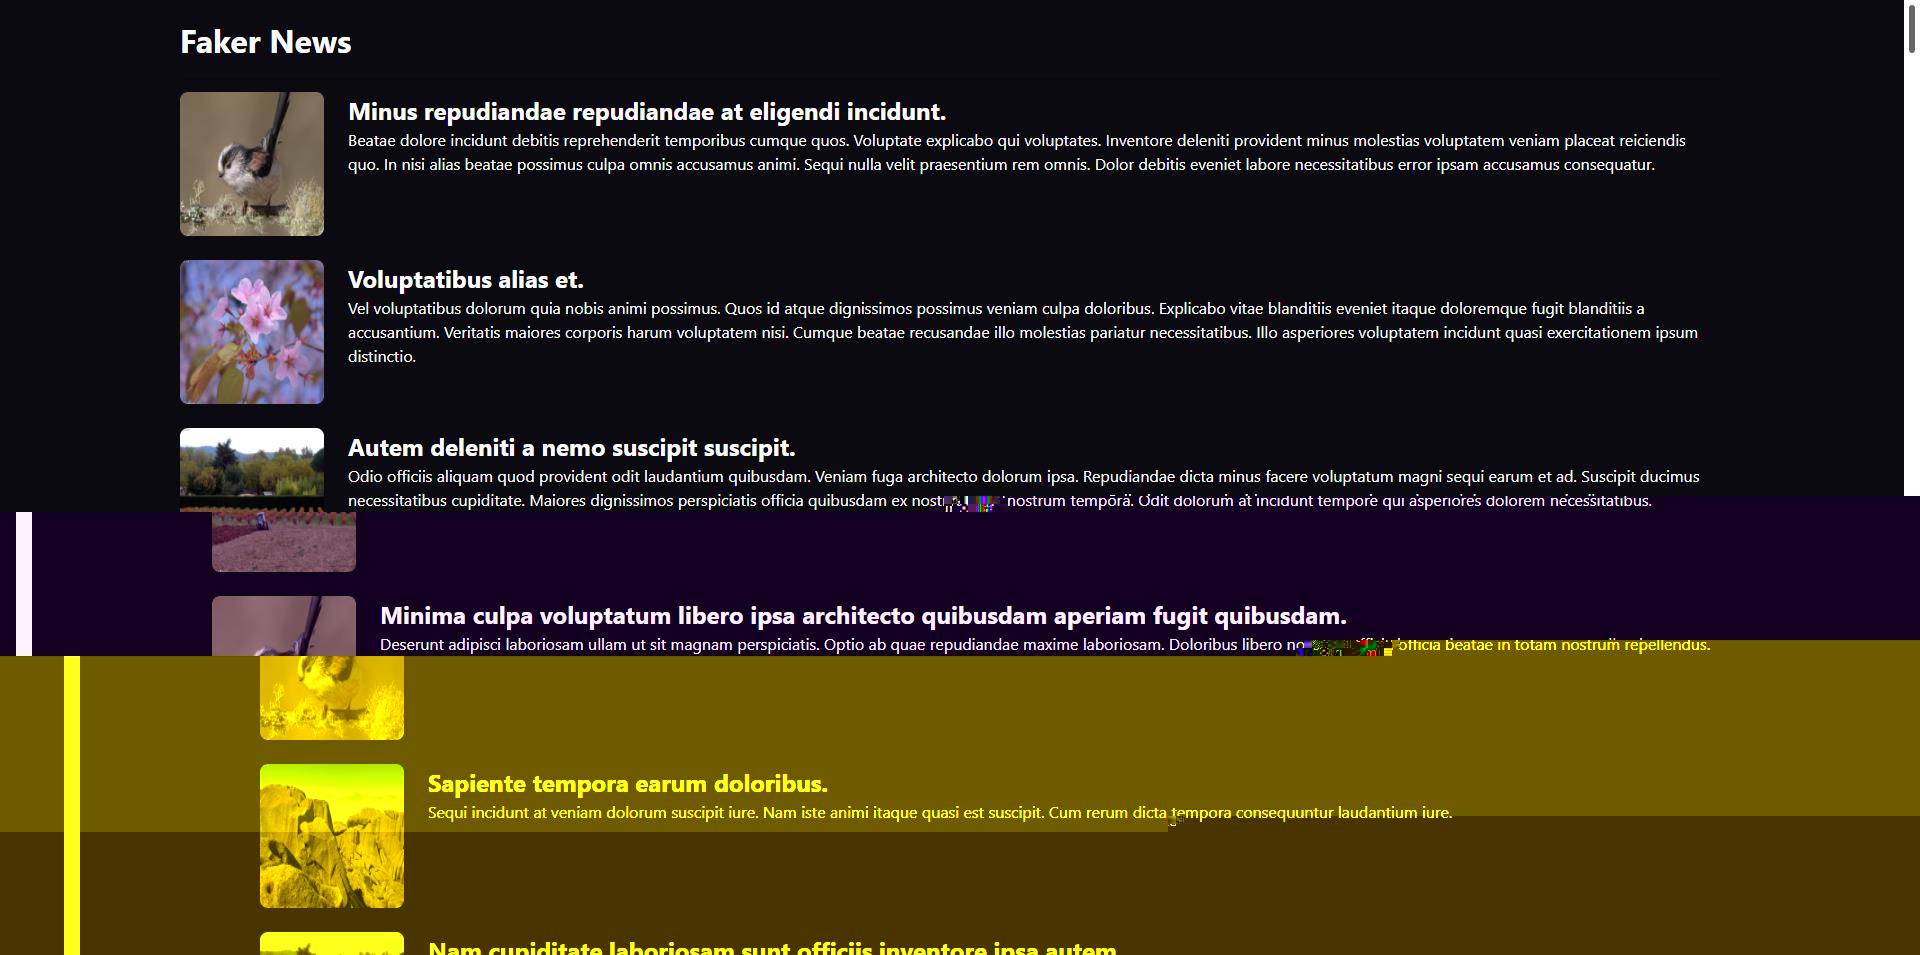 Faker News
Minus repudiandae repudiandae at eligendi incidunt.
Beatae dolore incidunt debitis reprehenderit temporibus cumque quos. Voluptate explicabo qui voluptates. Inventore deleniti provident minus molestias voluptatem veniam placeat reiciendis
quo. In nisi alias beatae possimus culpa omnis accusamus animi. Sequi nulla velit praesentium rem omnis. Dolor debitis eveniet labore necessitatibus error ipsam accusamus consequatur.
Voluptatibus alias et.
Vel voluptatibus dolorum quia nobis animi possimus. Quos id atque dignissimos possimus veniam culpa doloribus. Explicabo vitae blanditiis eveniet itaque doloremque fugit blanditiis a
accusantium. Veritatis maiores corporis harum voluptatem nisi. Cumque beatae recusandae illo molestias pariatur necessitatibus. Illo asperiores voluptatem incidunt quasi exercitationem ipsum
distinctio.
Autem deleniti a nemo suscipit suscipit.
Odio officiis aliquam quod provident odit laudantium quibusdam. Veniam fuga architecto dolorum ipsa. Repudiandae dicta minus facere voluptatum magni sequi earum et ad. Suscipit ducimus
necessitatibus cupiditate. Maiores dignissimos perspiciatis officia quibusdam ex nostrum tempora. Odit dolorum at incidunt tempore qui asperiores dolorem necessitatibus.
Minima culpa voluptatum libero ipsa architecto quibusdam aperiam fugit quibusdam.
Deserunt adipisci laboriosam ullam ut sit magnam perspiciatis. Optio ab quae repudiandae maxime laboriosam. Doloribus libero officia beatae in totam nostrum repellendus.
Sapiente tempora earum doloribus.
Sequi incidunt at veniam dolorum suscipit iure. Nam iste animi itaque quasi est suscipit. Cum rerum dicta tempora consequuntur laudantium iure.
Nam cupiditate laboriosam sunt officiis inventore ipsa autem.